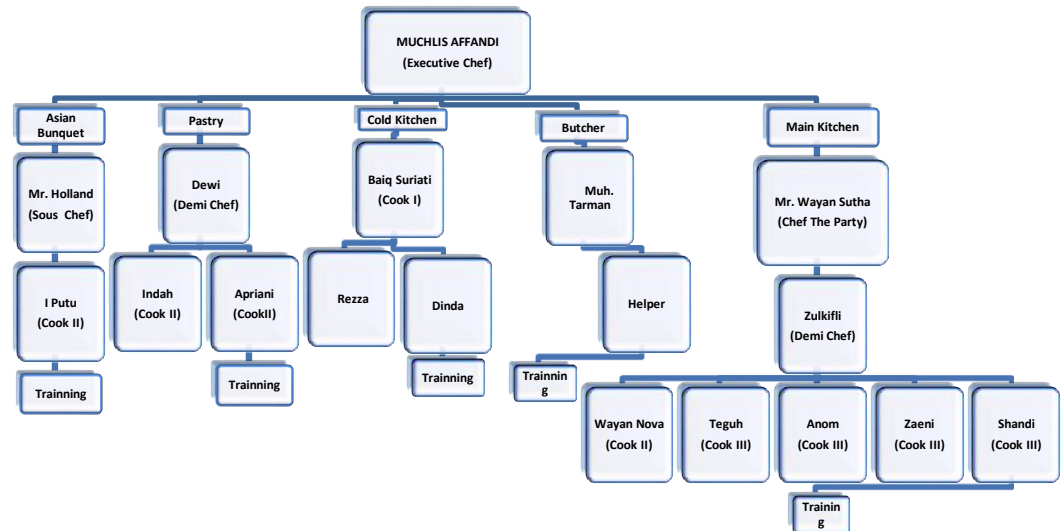 MUCHLIS AFFANDI
(Executive Chef)
Asian
Bunquet
Pastry
Cold Kitchen
Butcher
Main Kitchen
Mr. Holland
(Sous Chef)
Dewi
(Demi Chef)
Baiq Suriati
(Cook I)
Muh.
Tarman
Mr. Wayan Sutha
(Chef The Party)
I Putu
(Cook II)
Indah
(Cook II)
Apriani
(CookII)
Rezza
Dinda
Helper
Zulkifli
(Demi Chef)
Trainning
Trainning
Trainning
Trainnin
g
Wayan Nova
(Cook II)
Teguh
(Cook III)
Anom
(Cook III)
Zaeni
(Cook III)
Shandi
(Cook III)
Trainin
g